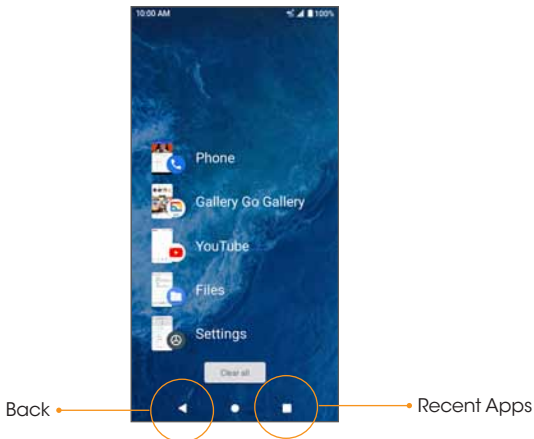 10:00 AM 100%
Phone
Gallery Go Gallery
YouTube
Files
Settings
Clear all
Back
Recent Apps